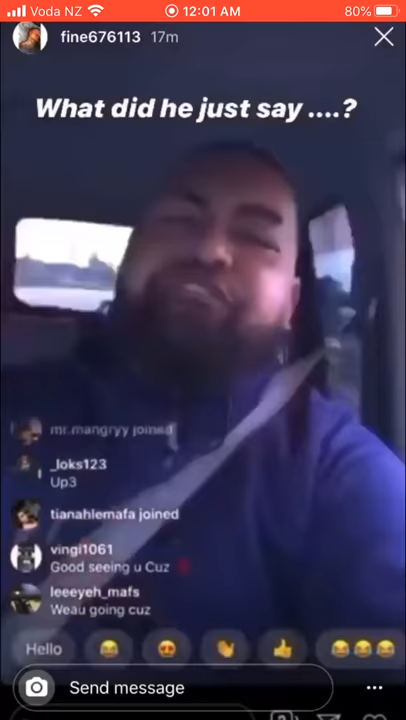 Voda NZ 12:01 AM 80%
fine676113 17m
What did he just say ....?
mr.mangryy joined
_loks123
Up3
tianahlemafa joined
vingi1061
Good seeing u Cuz
leeeyeh_mafs
Weau going cuz
Hello
Send message